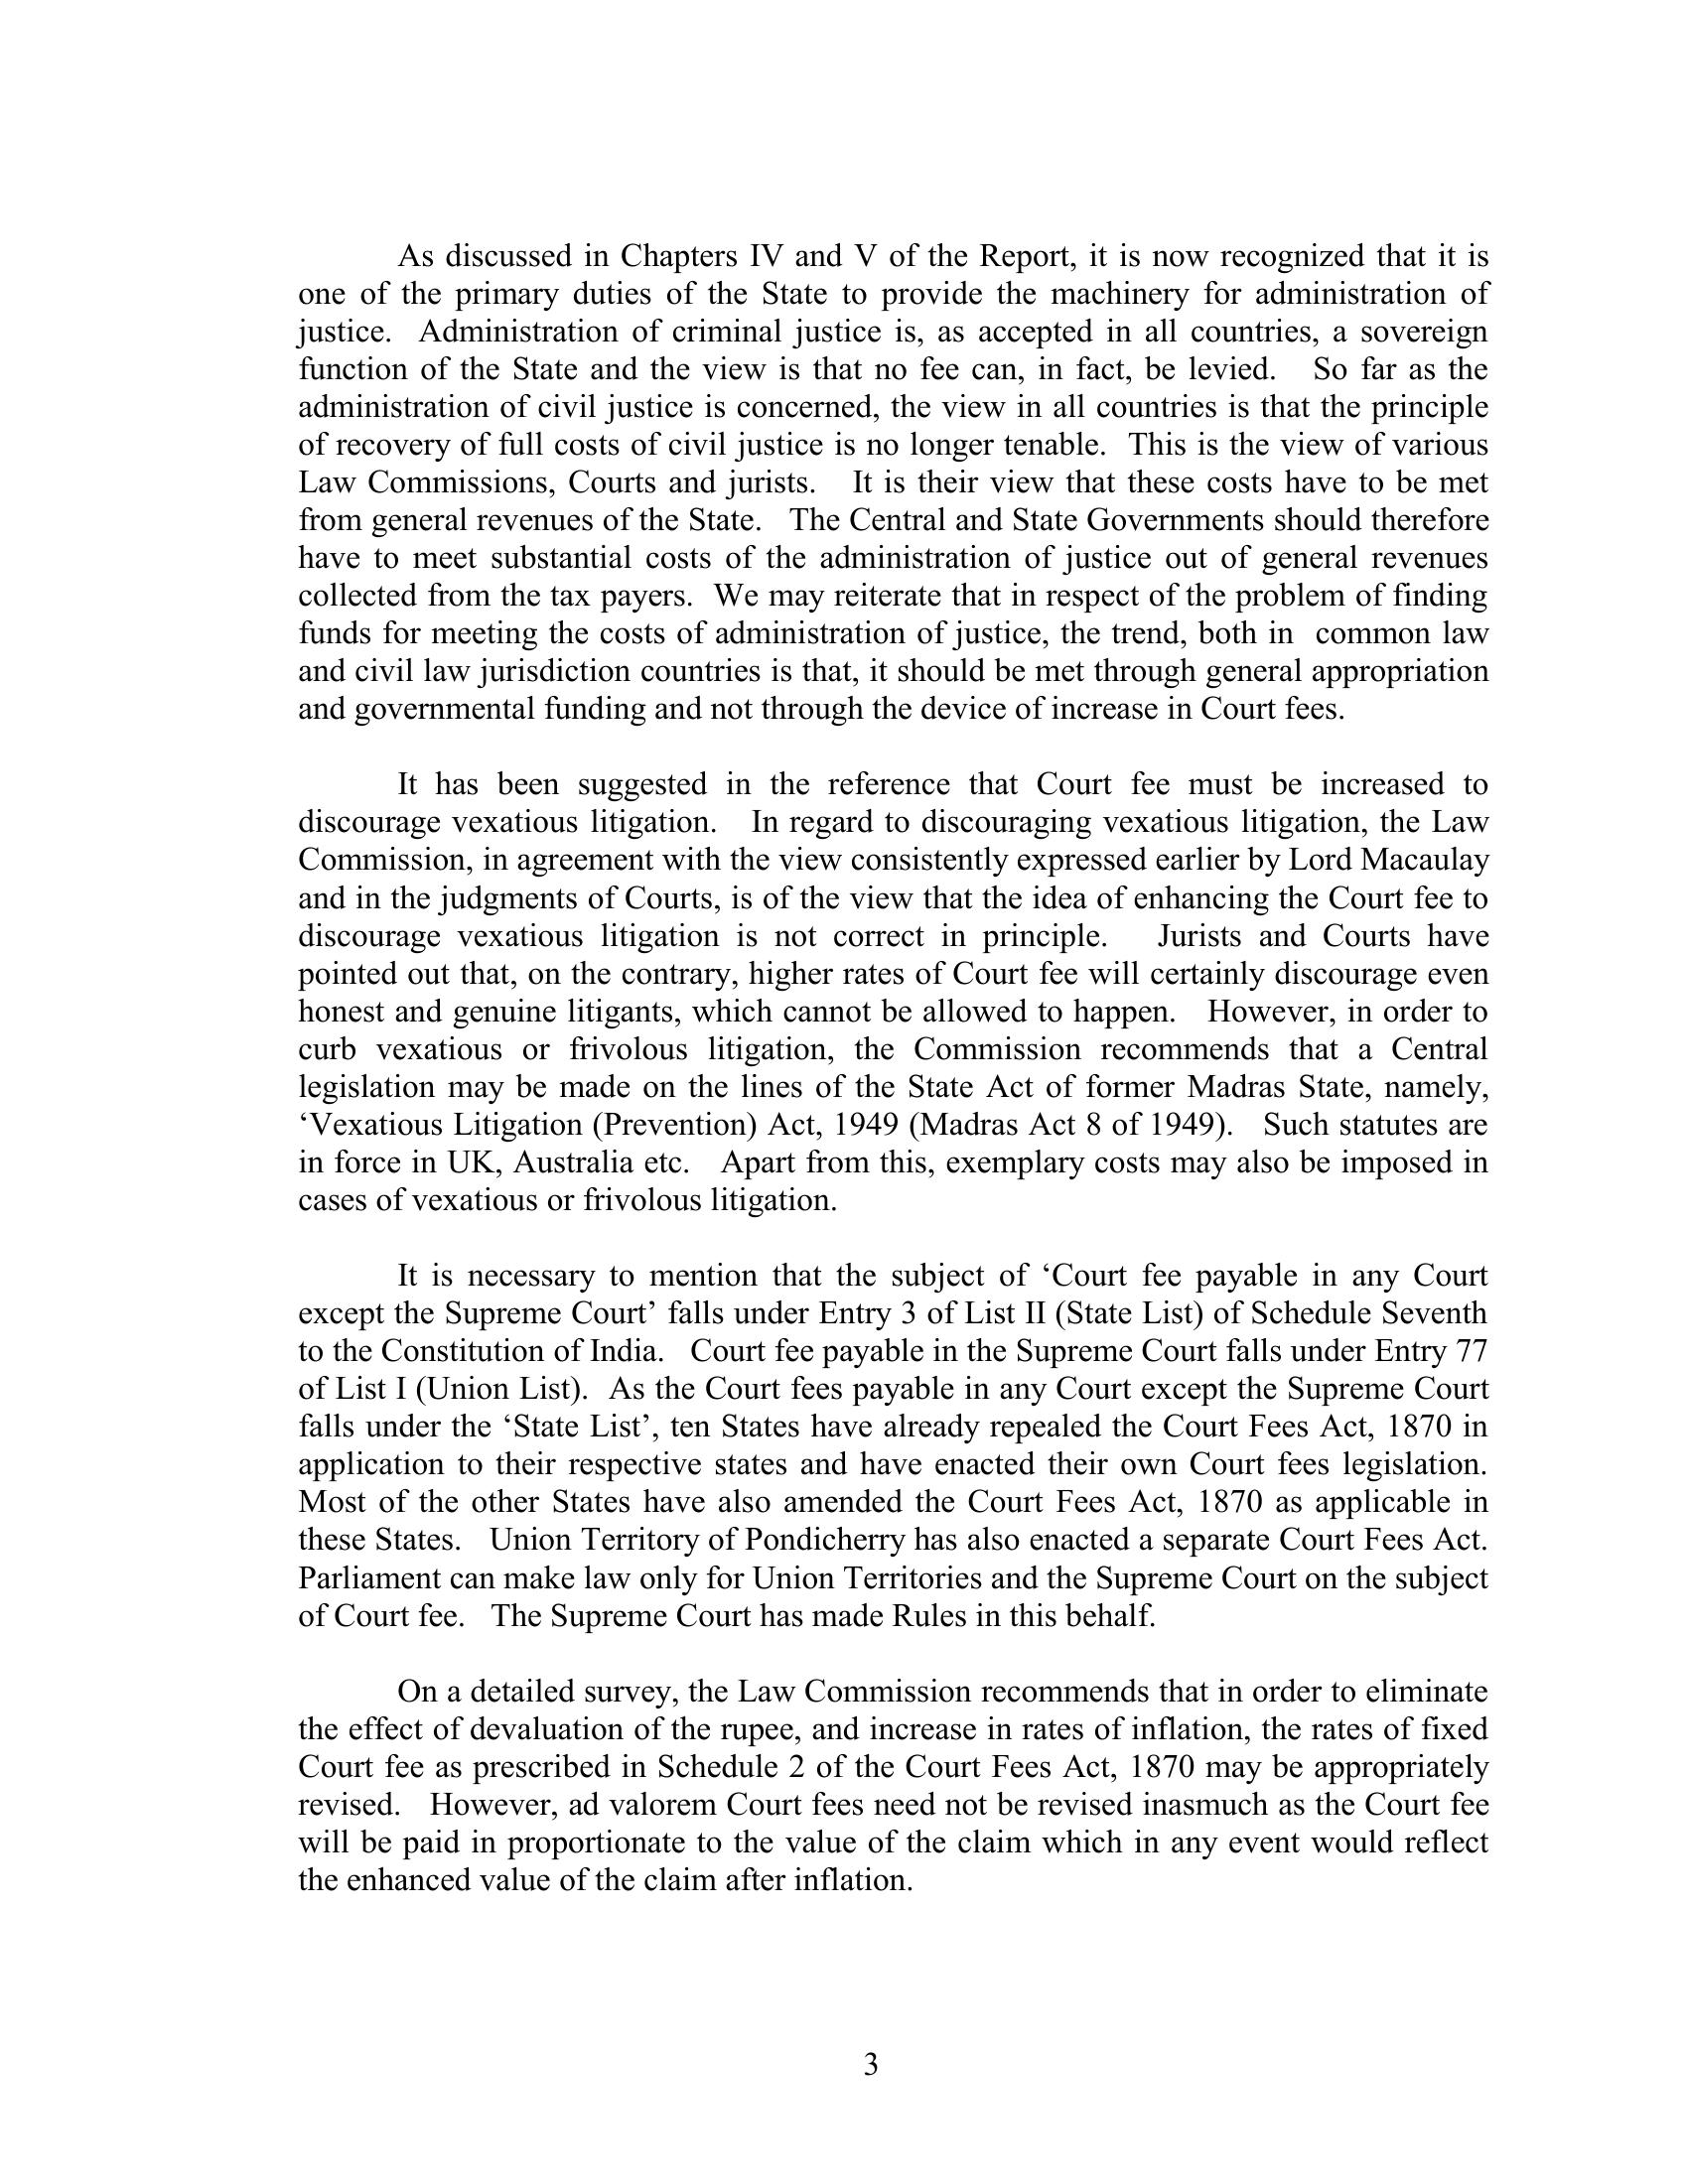 As discussed in Chapters IV and V of the Report, it is now recognized that it is
one of the primary duties of the State to provide the machinery for administration of
justice. Administration of criminal justice is, as accepted in all countries, a sovereign
function of the State and the view is that no fee can, in fact, be levied. So far as the
administration of civil justice is concerned, the view in all countries is that the principle
of recovery of full costs of civil justice is no longer tenable. This is the view of various
Law Commissions, Courts and jurists. It is their view that these costs have to be met
from general revenues of the State. The Central and State Governments should therefore
have to meet substantial costs of the administration of justice out of general revenues
collected from the tax payers. We may reiterate that in respect of the problem of finding
funds for meeting the costs of administration of justice, the trend, both in common law
and civil law jurisdiction countries is that, it should be met through general appropriation
and governmental funding and not through the device of increase in Court fees.
It has been suggested in the reference that Court fee must be increased to
discourage vexatious litigation. In regard to discouraging vexatious litigation, the Law
Commission, in agreement with the view consistently expressed earlier by Lord Macaulay
and in the judgments of Courts, is of the view that the idea of enhancing the Court fee to
discourage vexatious litigation is not correct in principle. Jurists and Courts have
pointed out that, on the contrary, higher rates of Court fee will certainly discourage even
honest and genuine litigants, which cannot be allowed to happen. However, in order to
curb vexatious or frivolous litigation, the Commission recommends that a Central
legislation may be made on the lines of the State Act of former Madras State, namely,
‘Vexatious Litigation (Prevention) Act, 1949 (Madras Act 8 of 1949). Such statutes are
in force in UK, Australia etc. Apart from this, exemplary costs may also be imposed in
cases of vexatious or frivolous litigation.
It is necessary to mention that the subject of ‘Court fee payable in any Court
except the Supreme Court’ falls under Entry 3 of List II (State List) of Schedule Seventh
to the Constitution of India. Court fee payable in the Supreme Court falls under Entry 77
of List I (Union List). As the Court fees payable in any Court except the Supreme Court
falls under the ‘State List’, ten States have already repealed the Court Fees Act, 1870 in
application to their respective states and have enacted their own Court fees legislation.
Most of the other States have also amended the Court Fees Act, 1870 as applicable in
these States. Union Territory of Pondicherry has also enacted a separate Court Fees Act.
Parliament can make law only for Union Territories and the Supreme Court on the subject
of Court fee. The Supreme Court has made Rules in this behalf.
On a detailed survey, the Law Commission recommends that in order to eliminate
the effect of devaluation of the rupee, and increase in rates of inflation, the rates of fixed
Court fee as prescribed in Schedule 2 of the Court Fees Act, 1870 may be appropriately
revised. However, ad valorem Court fees need not be revised inasmuch as the Court fee
will be paid in proportionate to the value of the claim which in any event would reflect
the enhanced value of the claim after inflation.
3